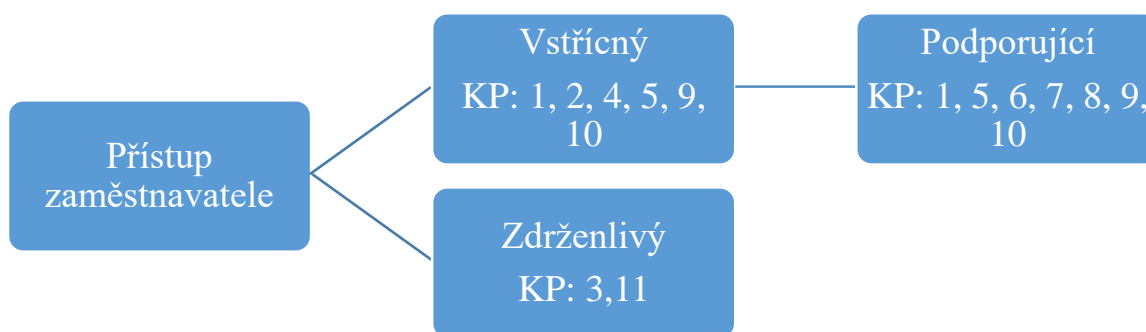 Přístup
zaměstnavatele
Vstřícný
KP: 1, 2, 4, 5, 9,
10
Podporující
KP: 1, 5, 6, 7, 8, 9,
10
Zdrženlivý
KP: 3,11